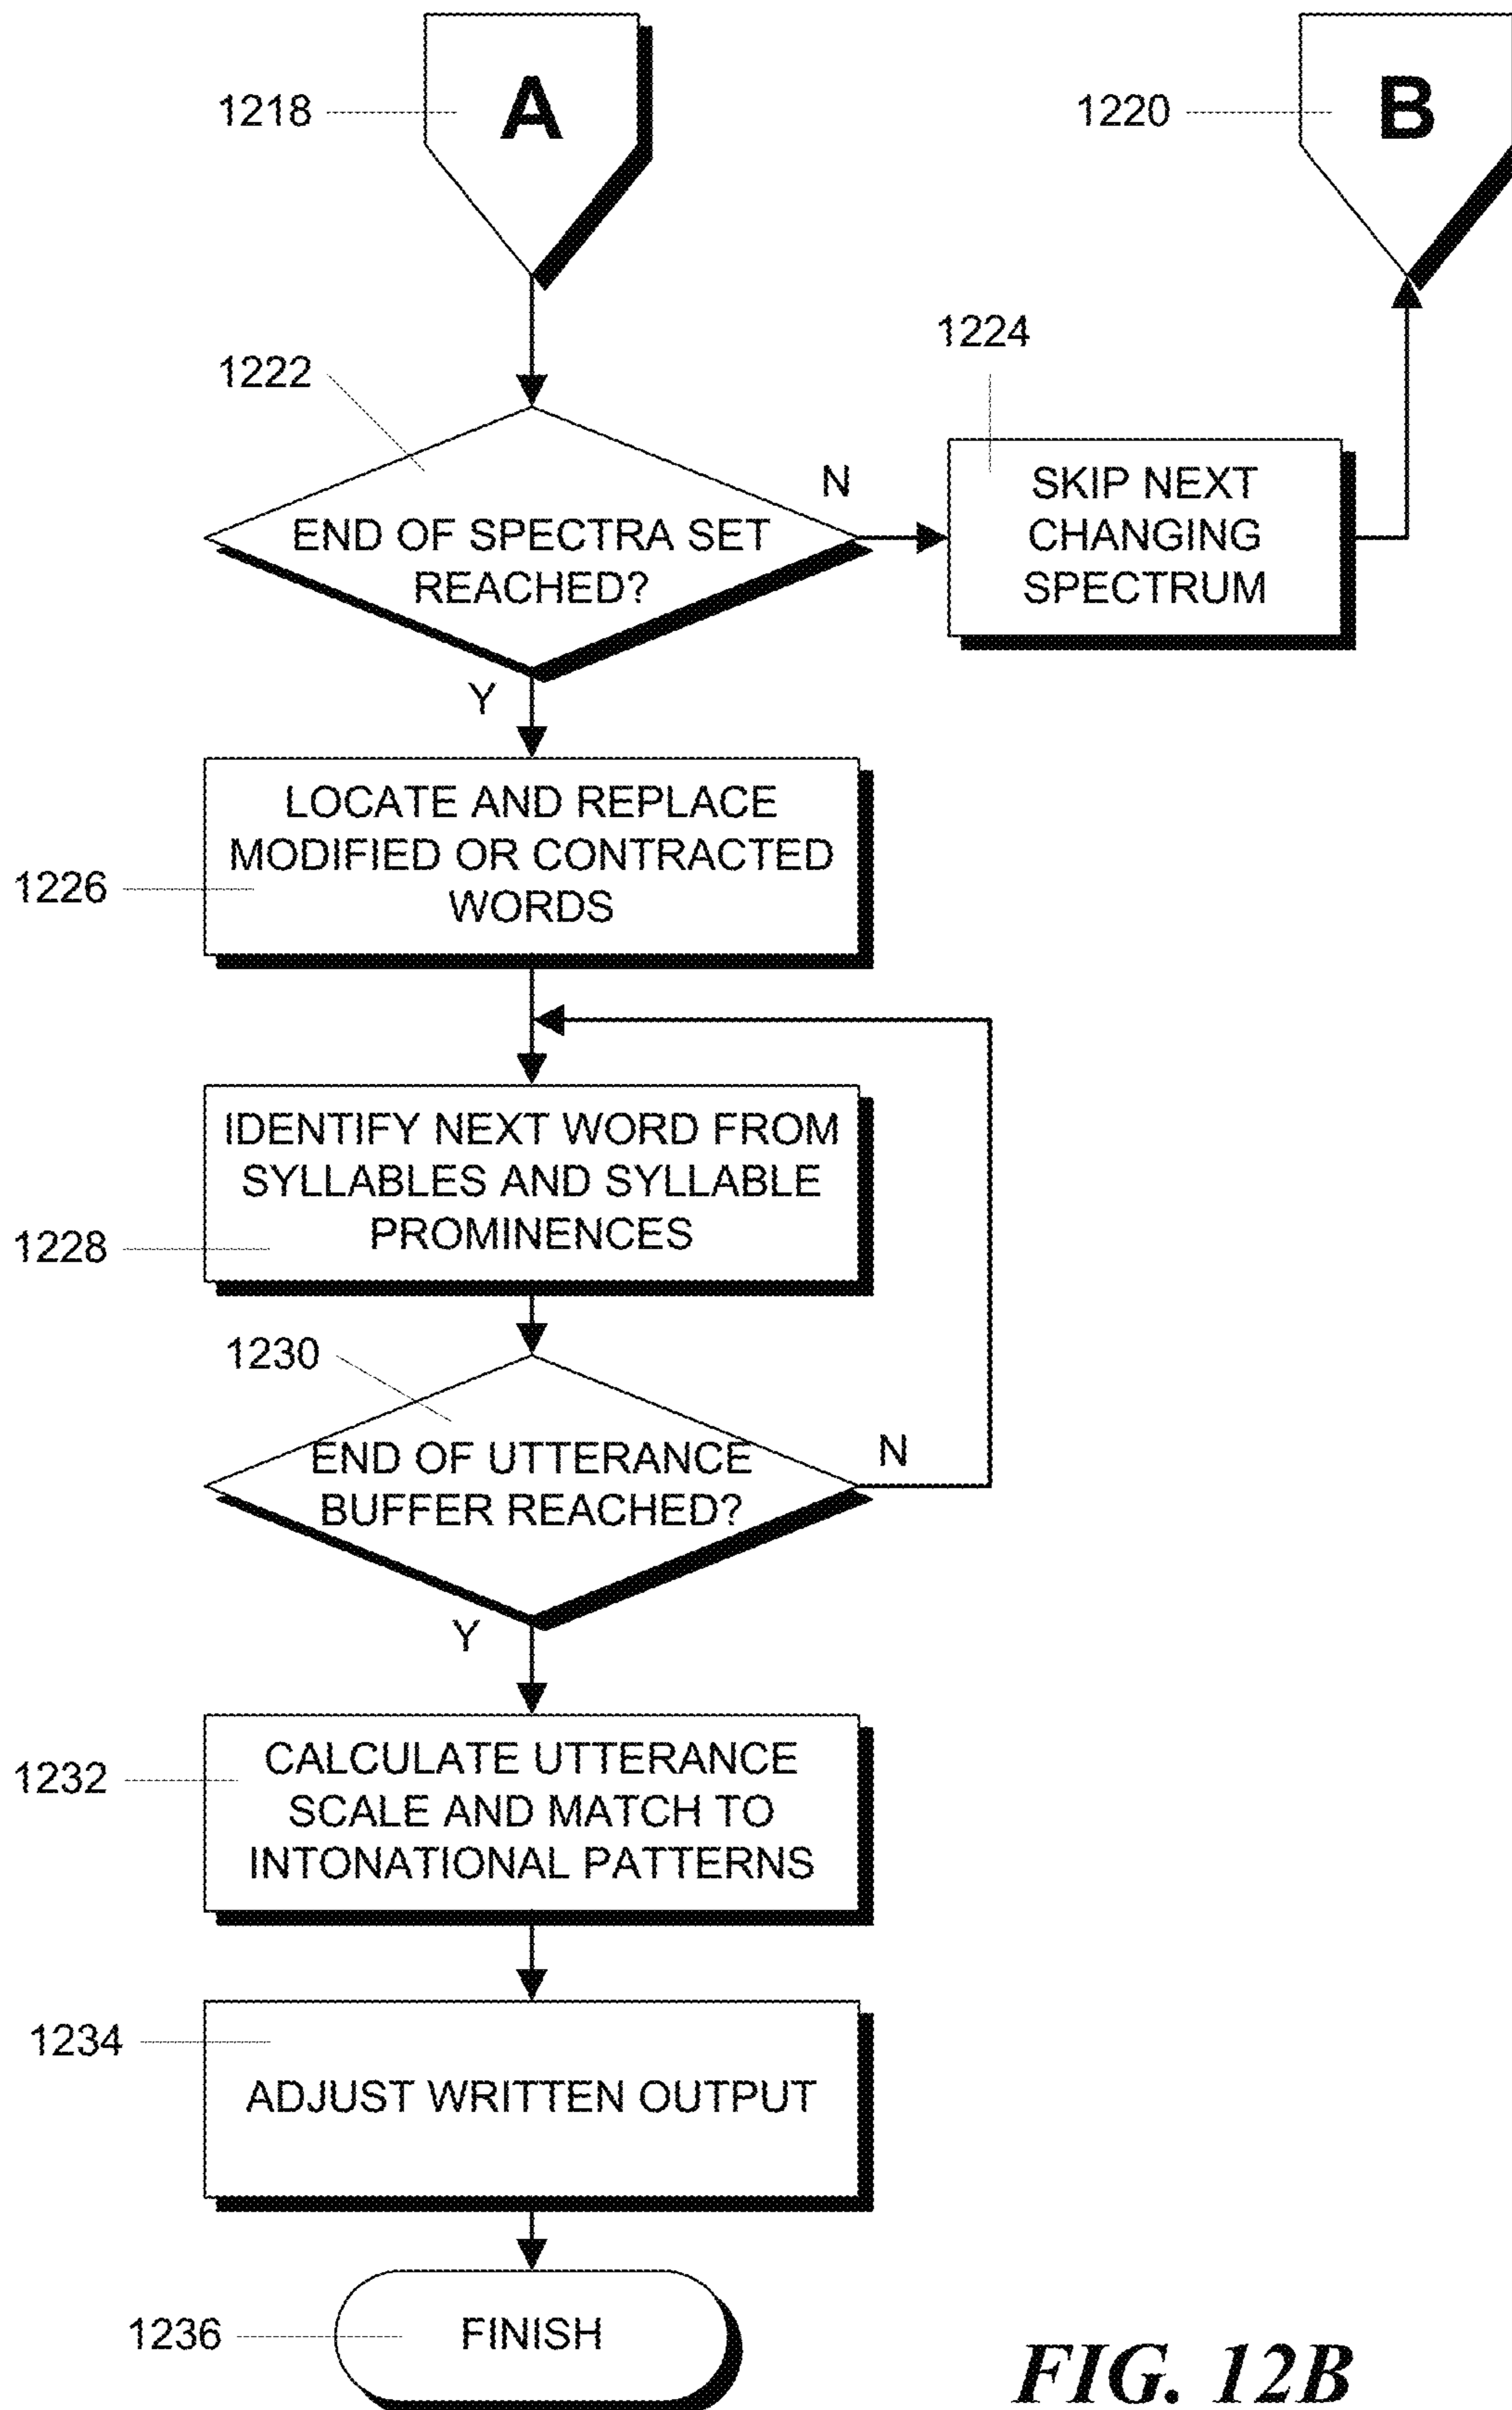 1218
A
1220
B
1222
1224
END OF SPECTRA SET
REACHED?
N
SKIP NEXT
CHANGING
SPECTRUM
Y
1226
LOCATE AND REPLACE
MODIFIED OR CONTRACTED
WORDS
1228
IDENTIFY NEXT WORD FROM
SYLLABLES AND SYLLABLE
PROMINENCES
1230
END OF UTTERANCE
BUFFER REACHED?
N
Y
1232
CALCULATE UTTERANCE
SCALE AND MATCH TO
INTONATIONAL PATTERNS
1234
ADJUST WRITTEN OUTPUT
1236
FINISH
FIG. 12B